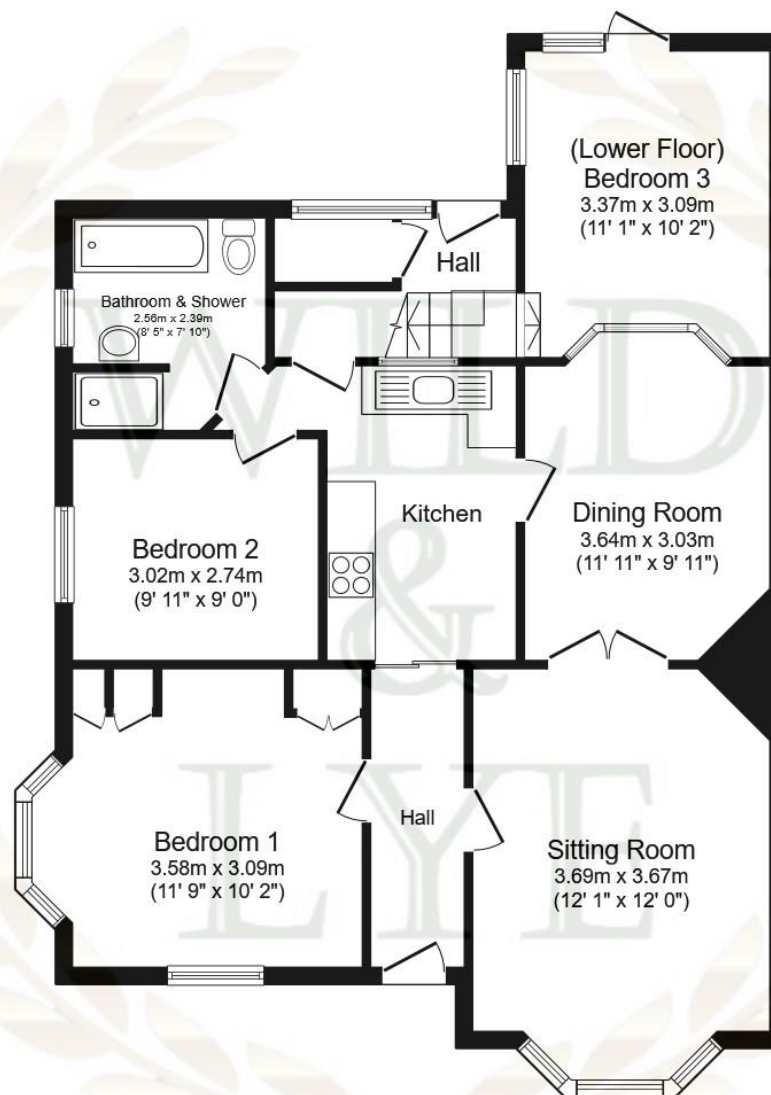 (Lower Floor)
Bedroom 3
3.37m x 3.09m
(11' 1" x 10' 2")
Hall
Bathroom & Shower
2.56m x 2.39m
(8' 5" x 7' 10")
Kitchen
Dining Room
3.64m x 3.03m
(11' 11" x 9' 11")
Bedroom 2
3.02m x 2.74m
(9' 11" x 9' 0")
Bedroom 1
3.58m x 3.09m
(11' 9" x 10' 2")
Hall
Sitting Room
3.69m x 3.67m
(12' 1" x 12' 0")
WILD
&
LYE